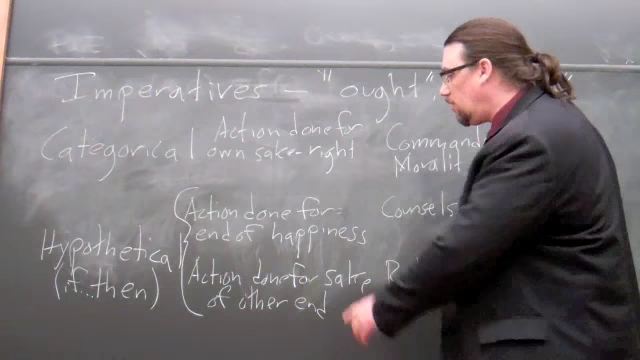 Imperatives - "ought",
Categorical Action done for own sake-right Command
Moralit
Hypothetical Action done for end of happiness Counsels
(if...then) Action done for sake of other end